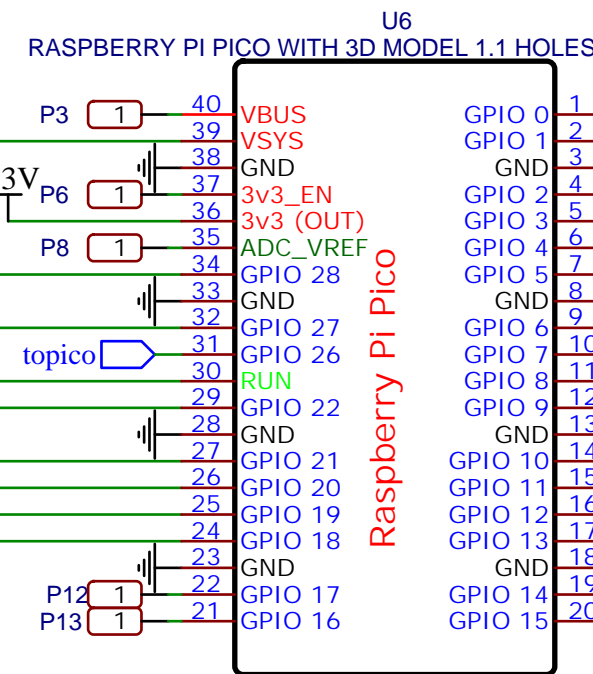 U6
RASPBERRY PI PICO WITH 3D MODEL 1.1 HOLES
P3 1 40 VBUS GPIO 0 1
39 VSYS GPIO 1 2
38 GND GND 3
3V P6 1 37 3v3_EN GPIO 2 4
36 3v3 (OUT) GPIO 3 5
P8 1 35 ADC_VREF GPIO 4 6
34 GPIO 28 GPIO 5 7
33 GND GND 8
32 GPIO 27 GPIO 6 9
topico 31 GPIO 26 GPIO 7 10
30 RUN GPIO 8 11
29 GPIO 22 GPIO 9 12
28 GND GND 13
27 GPIO 21 GPIO 10 14
26 GPIO 20 GPIO 11 15
25 GPIO 19 GPIO 12 16
24 GPIO 18 GPIO 13 17
23 GND GND 18
P12 1 22 GPIO 17 GPIO 14 19
P13 1 21 GPIO 16 GPIO 15 20
Raspberry Pi Pico